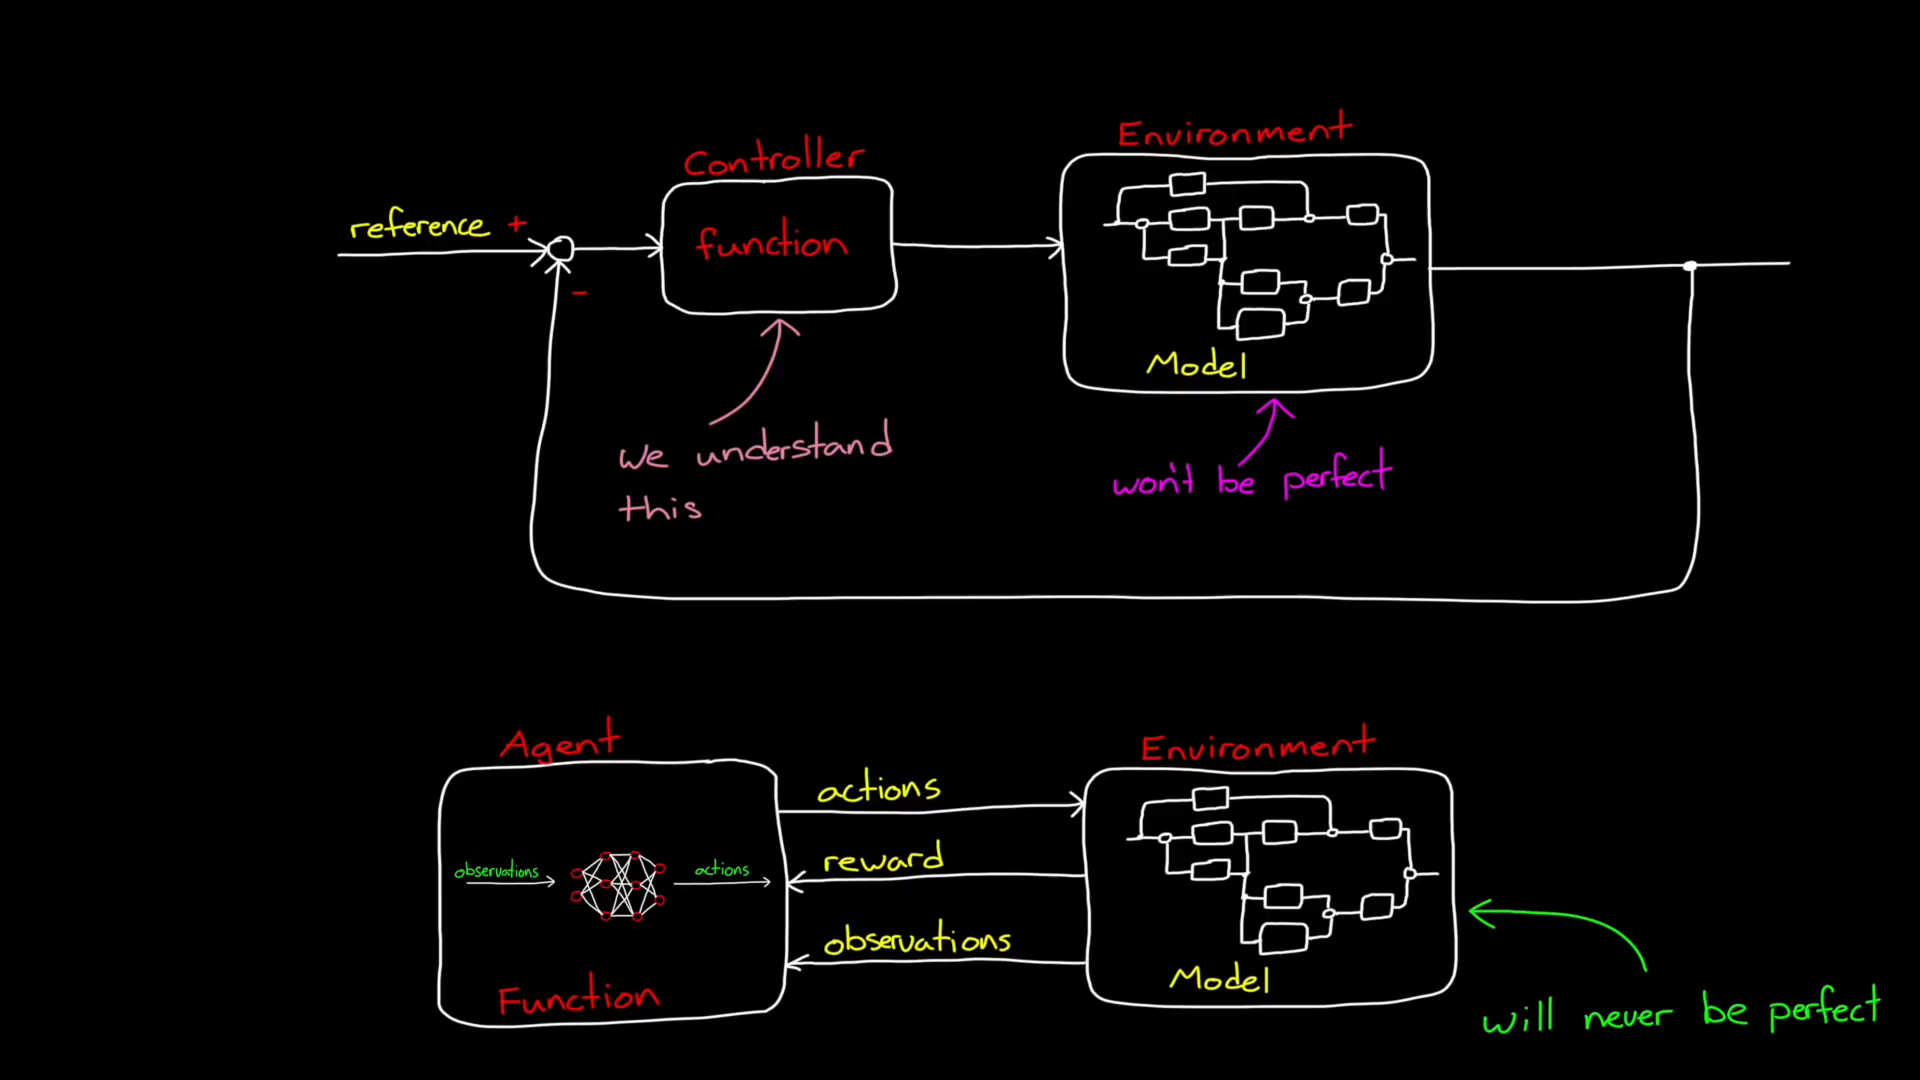 Environment
Controller
reference +
function
-
Model
We understand
this
won't be perfect
Agent
Environment
actions
reward
observations
actions
observations
Model
Function
will never be perfect